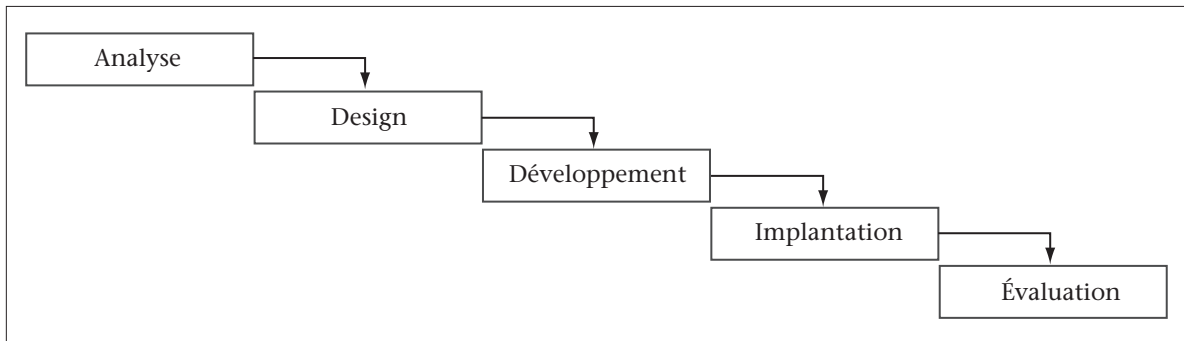 Analyse
Design
Développement
Implantation
Évaluation